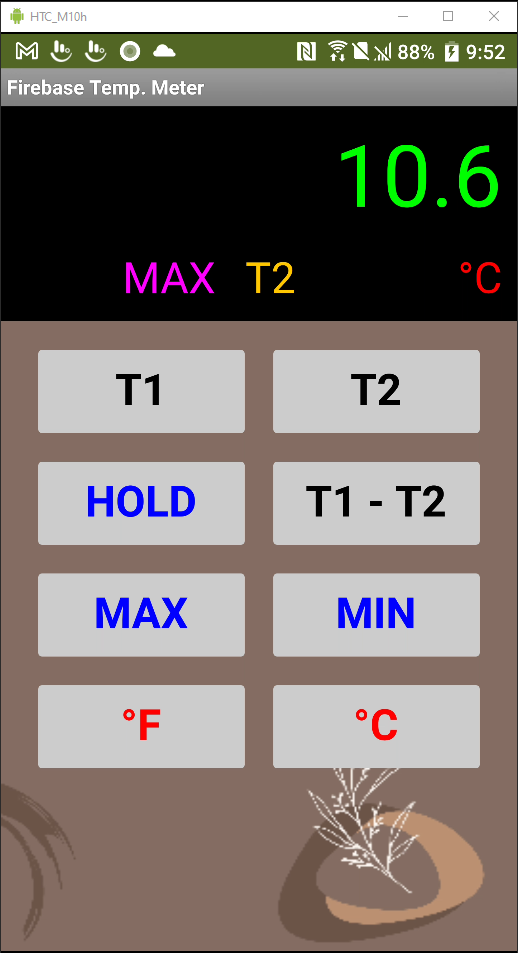 HTC_M10h
88% 9:52
Firebase Temp. Meter
10.6
MAX T2 °C
T1 T2
HOLD T1 - T2
MAX MIN
°F °C